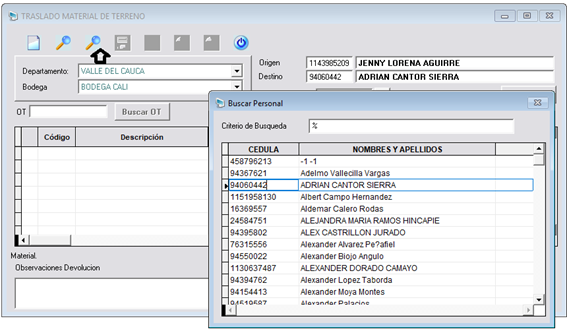 TRASLADO MATERIAL DE TERRENO
Origen 1143985209 JENNY LORENA AGUIRRE
Departamento: VALLE DEL CAUCA
Destino 94060442 ADRIAN CANTOR SIERRA
Bodega BODEGA CALI
OT Buscar OT
Código Descripción
Material.
Observaciones Devolucion
Buscar Personal
Criterio de Busqueda %
CEDULA NOMBRES Y APELLIDOS
458796213 -1 -1
94367621 Adelmo Vallecilla Vargas
94060442 ADRIAN CANTOR SIERRA
1151958130 Albert Campo Hernandez
16369557 Aldemar Calero Rodas
24584751 ALEJANDRA MARIA RAMOS HINCAPIE
94395802 ALEX CASTRILLON JURADO
76315556 Alexander Alvarez Pe?afiel
94550022 Alexander Biojo Angulo
1130637487 ALEXANDER DORADO CAMAYO
94394762 Alexander Lopez Taborda
94154413 Alexander Moya Montes
94519587 Alexander Palacios